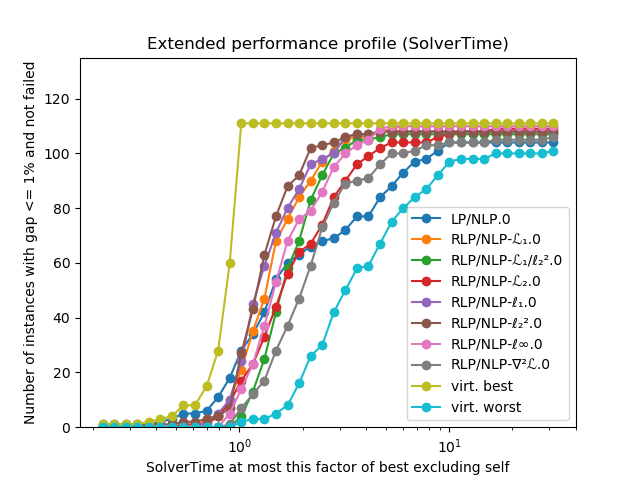 Extended performance profile (SolverTime)
Number of instances with gap <= 1% and not failed
120
100
80
60
40
20
0
10⁰
10¹
SolverTime at most this factor of best excluding self
LP/NLP.0
RLP/NLP-ℒ₁.0
RLP/NLP-ℒ₁/ℓ₂².0
RLP/NLP-ℒ₂.0
RLP/NLP-ℓ₁.0
RLP/NLP-ℓ₂².0
RLP/NLP-ℓ∞.0
RLP/NLP-∇²ℒ.0
virt. best
virt. worst